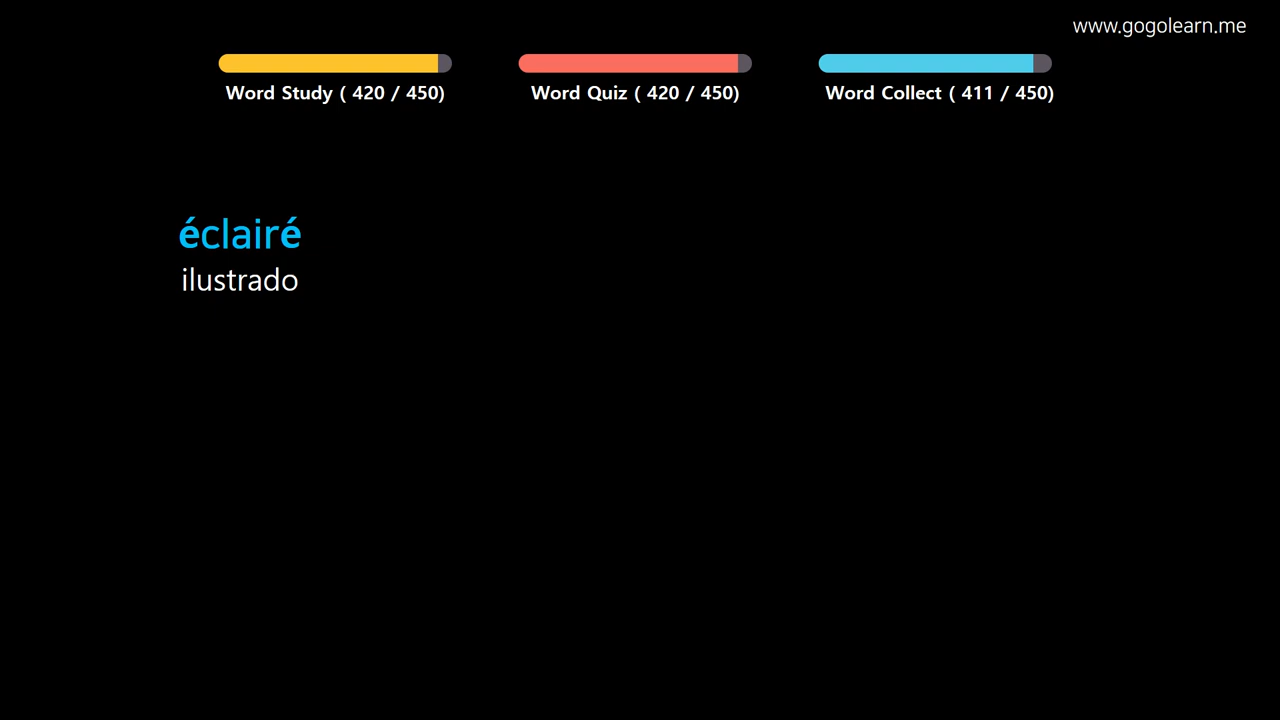 www.gogolearn.me
Word Study ( 420 / 450)
Word Quiz ( 420 / 450)
Word Collect ( 411 / 450)
éclairé
ilustrado